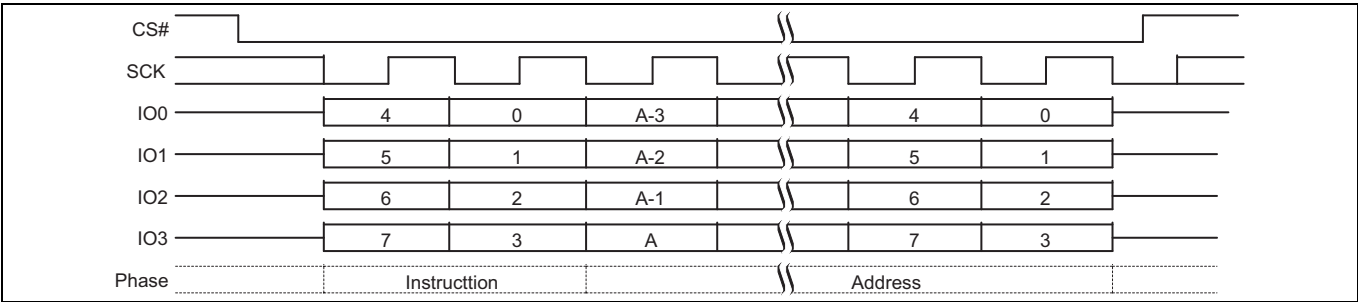 CS#
SCK
IO0 4 0 A-3 4 0
IO1 5 1 A-2 5 1
IO2 6 2 A-1 6 2
IO3 7 3 A 7 3
Phase Instructtion Address